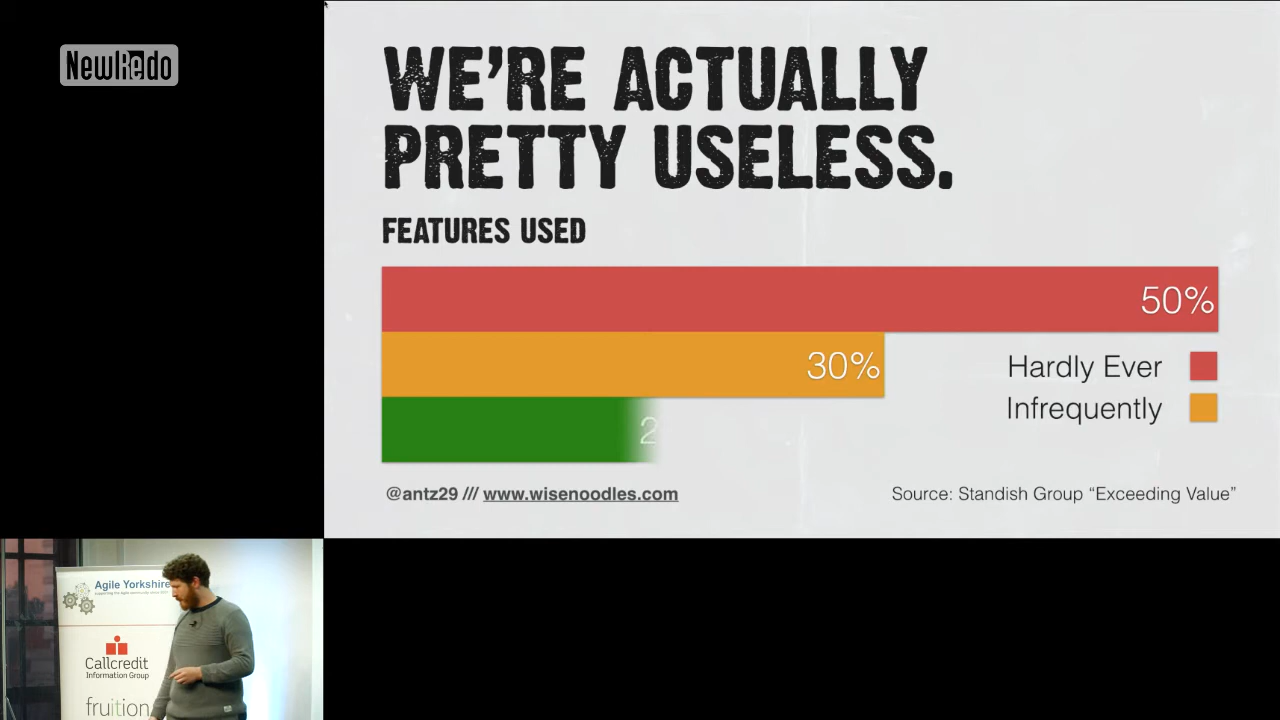 NewRedo
WE'RE ACTUALLY
PRETTY USELESS.
FEATURES USED
50%
30%
Hardly Ever
Infrequently
2
@antz29 /// www.wisenoodles.com
Source: Standish Group “Exceeding Value”
Agile Yorkshire
Callcredit
Information Group
fruition